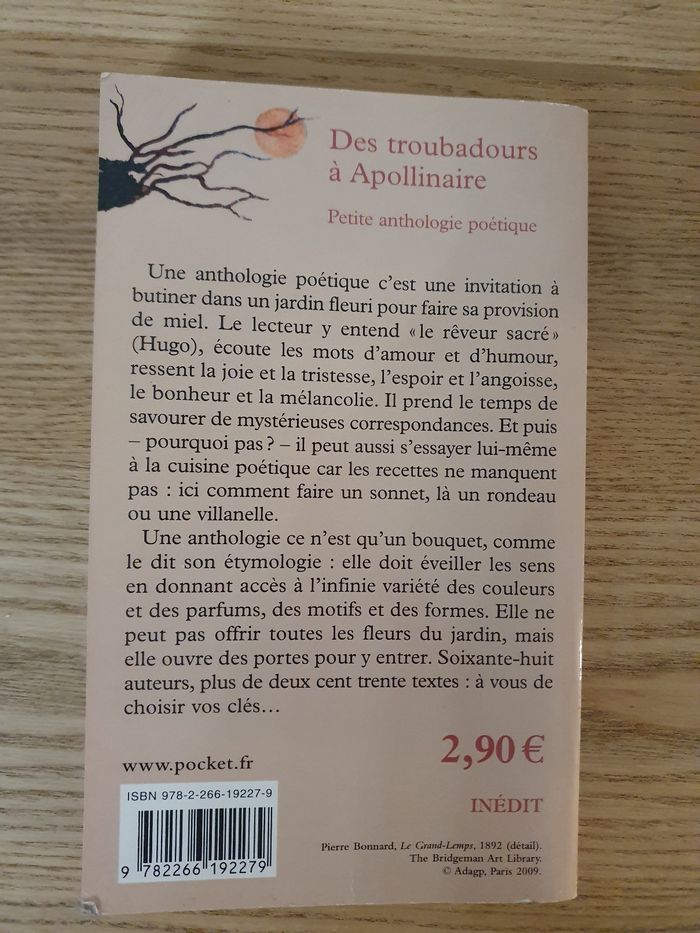 Des troubadours
à Apollinaire
Petite anthologie poétique
Une anthologie poétique c'est une invitation à
butiner dans un jardin fleuri pour faire sa provision
de miel. Le lecteur y entend « le rêveur sacré »
(Hugo), écoute les mots d'amour et d'humour,
ressent la joie et la tristesse, l'espoir et l'angoisse,
le bonheur et la mélancolie. Il prend le temps de
savourer de mystérieuses correspondances. Et puis
– pourquoi pas ? – il peut aussi s'essayer lui-même
à la cuisine poétique car les recettes ne manquent
pas : ici comment faire un sonnet, là un rondeau
ou une villanelle.
Une anthologie ce n'est qu'un bouquet, comme
le dit son étymologie : elle doit éveiller les sens
en donnant accès à l'infinie variété des couleurs
et des parfums, des motifs et des formes. Elle ne
peut pas offrir toutes les fleurs du jardin, mais
elle ouvre des portes pour y entrer. Soixante-huit
auteurs, plus de deux cent trente textes : à vous de
choisir vos clés…
www.pocket.fr
2,90 €
ISBN 978-2-266-19227-9
INÉDIT
9 782266 192279
Pierre Bonnard, Le Grand-Lemps, 1892 (détail).
The Bridgeman Art Library.
© Adagp, Paris 2009.